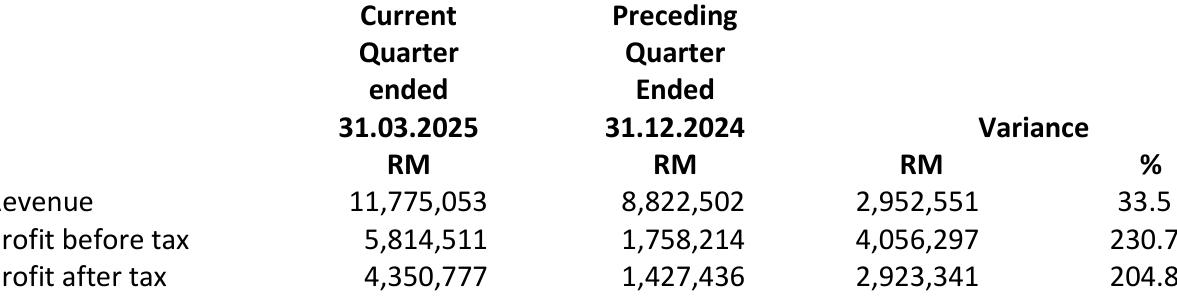 Current Preceding
Quarter Quarter
ended Ended
31.03.2025 31.12.2024 Variance
RM RM RM %
evenue 11,775,053 8,822,502 2,952,551 33.5
rofit before tax 5,814,511 1,758,214 4,056,297 230.7
rofit after tax 4,350,777 1,427,436 2,923,341 204.8